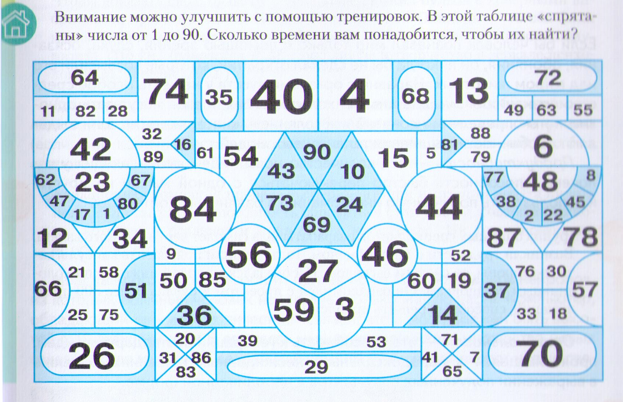 Внимание можно улучшить с помощью тренировок. В этой таблице «спрята-
ны» числа от 1 до 90. Сколько времени вам понадобится, чтобы их найти?
64 74 35 40 4 68 13 72
11 82 28 49 63 55
42 32 89 16 61 54 43 90 10 15 5 81 88 79 6
62 23 67 47 17 1 80 84 73 69 24 44 77 48 8 38 2 22 45
12 34 56 46 87 78
9 27 52
66 21 58 25 75 51 50 85 60 19 37 76 30 33 18 57
36 59 3 14
26 20 31 86 83 39 53 71 41 7 65 70
29